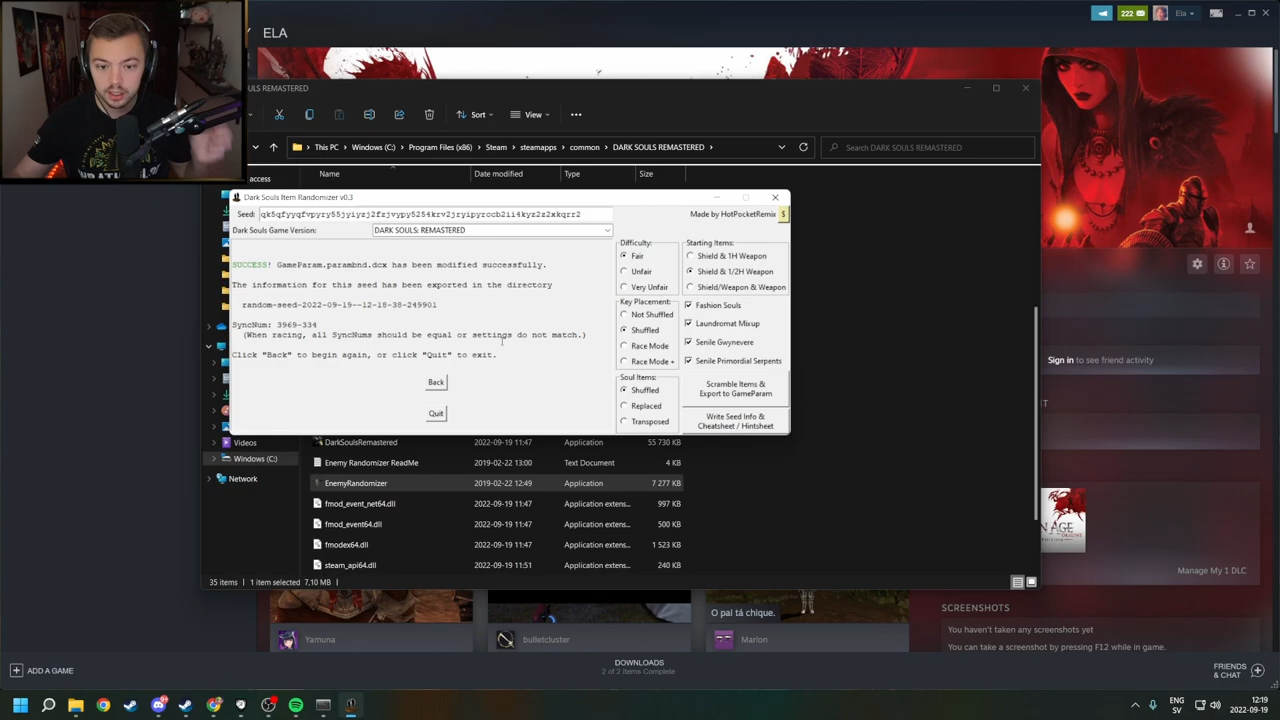 ELA
222
Ela
ULS REMASTERED
Sort
View
This PC
Windows (C:)
Program Files (x86)
Steam
steamapps
common
DARK SOULS REMASTERED
Search DARK SOULS REMASTERED
access
Name
Date modified
Type
Size
Dark Souls Item Randomizer v0.3
Seed:
Made by HotPocketRemix
$
Dark Souls Game Version:
DARK SOULS: REMASTERED
SUCCESS! GameParam.parambnd.dcx has been modified successfully.
The information for this seed has been exported in the directory
random-seed-2022-09-19--12-18-38-249901
SyncNum: 3969-334
(When racing, all SyncNums should be equal or settings do not match.)
Click "Back" to begin again, or click "Quit" to exit.
Back
Quit
Difficulty:
Fair
Unfair
Very Unfair
Key Placement:
Not Shuffled
Shuffled
Race Mode
Race Mode +
Soul Items:
Shuffled
Replaced
Transposed
Starting Items:
Shield & 1H Weapon
Shield & 1/2H Weapon
Shield/Weapon & Weapon
Fashion Souls
Laundromat Mixup
Senile Gwynevere
Senile Primordial Serpents
Scramble Items &
Export to GameParam
Write Seed Info &
Cheatsheet / Hintsheet
Videos
Windows (C:)
Network
DarkSoulsRemastered 2022-09-19 11:47 Application 55 730 KB
Enemy Randomizer ReadMe 2019-02-22 13:00 Text Document 4 KB
EnemyRandomizer 2019-02-22 12:49 Application 7 277 KB
fmod_event_net64.dll 2022-09-19 11:47 Application extens... 997 KB
fmod_event64.dll 2022-09-19 11:47 Application extens... 500 KB
fmodex64.dll 2022-09-19 11:47 Application extens... 1 523 KB
steam_api64.dll 2022-09-19 11:51 Application extens... 240 KB
35 items
1 item selected 7,10 MB
Sign in to see friend activity
N AGE
ORIGINS
Manage My 1 DLC
SCREENSHOTS
You haven't taken any screenshots yet
You can take a screenshot by pressing F12 while in game.
O pai tá chique.
Yamuna
bulletcluster
Marlon
ADD A GAME
DOWNLOADS
2 of 2 Items Complete
FRIENDS
& CHAT
ENG
SV
12:19
2022-09-19